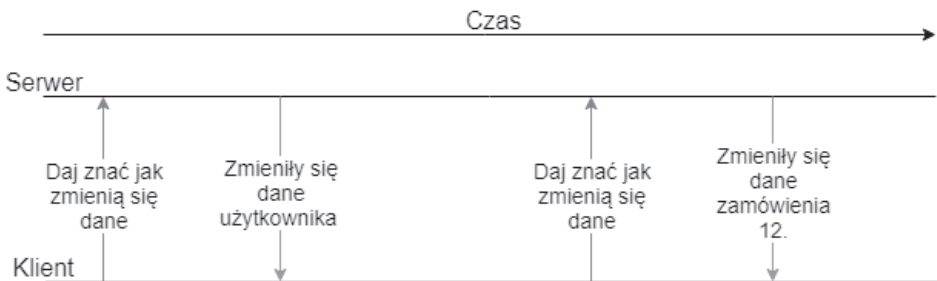 Czas
Serwer
Daj znać jak
zmienią się
dane
Zmieniły się
dane
użytkownika
Daj znać jak
zmienią się
dane
Zmieniły się
dane
zamówienia
12.
Klient